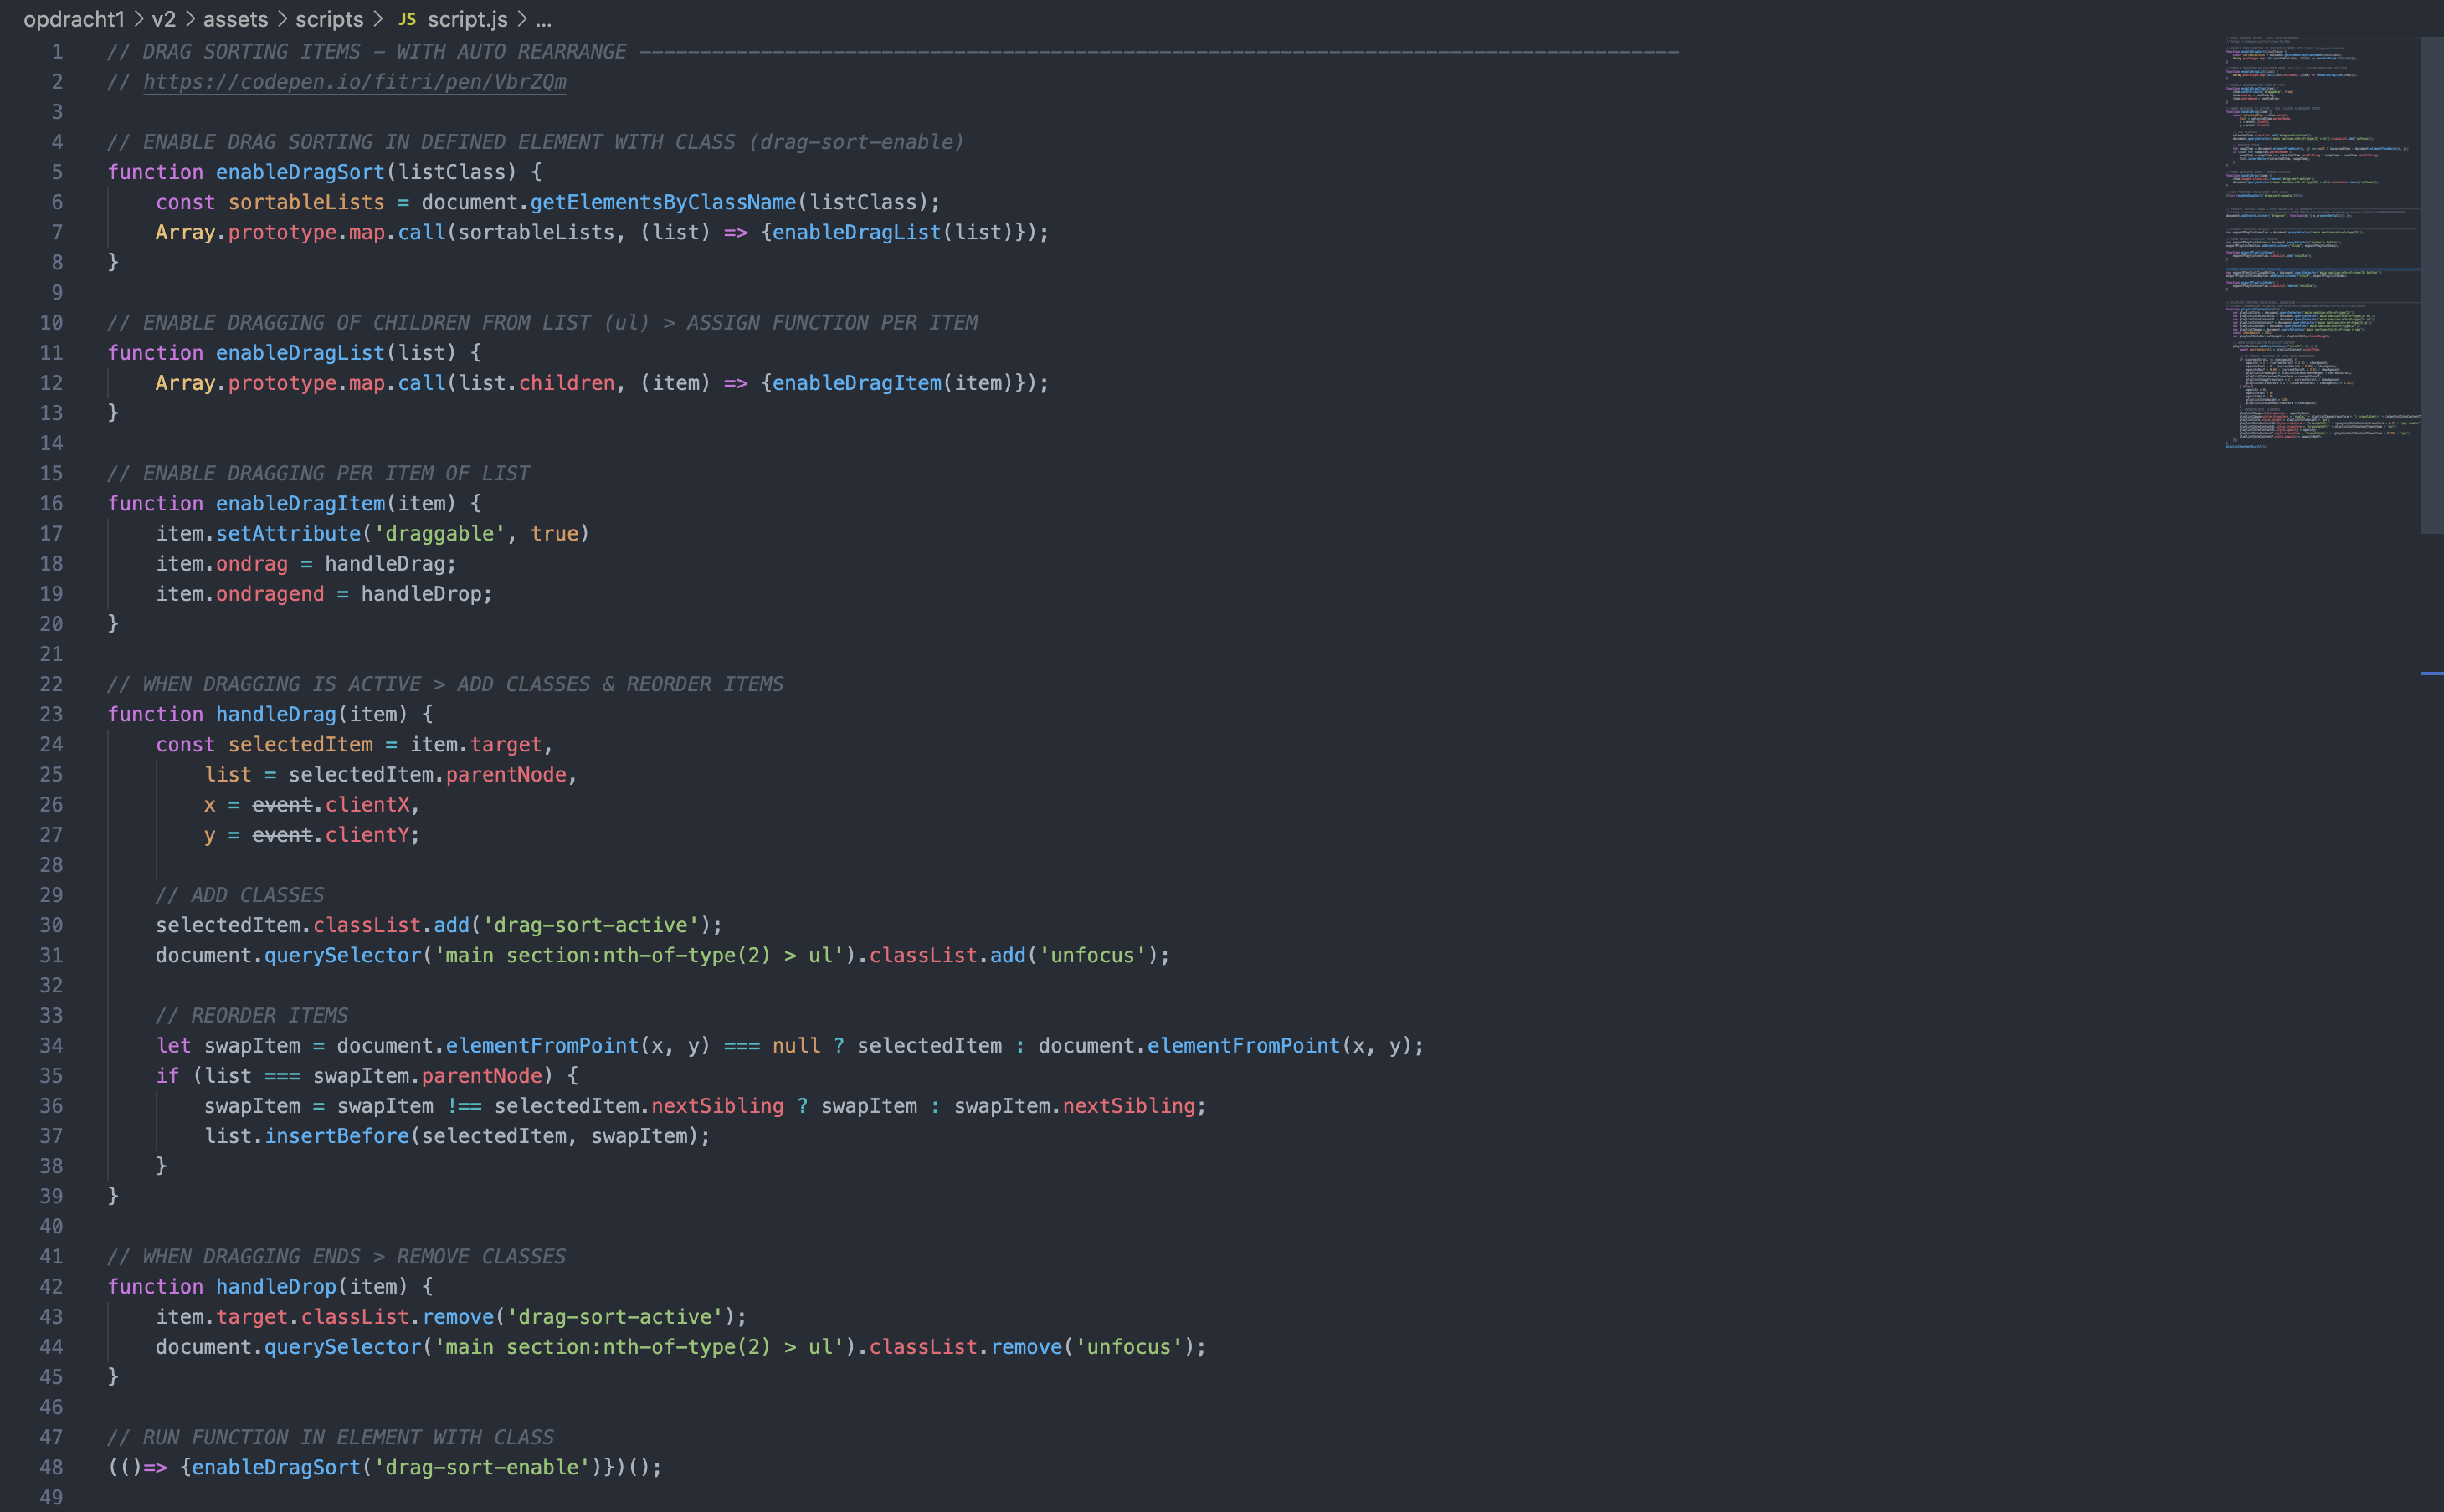 opdracht1 > v2 > assets > scripts > JS script.js > ...
1 // DRAG SORTING ITEMS – WITH AUTO REARRANGE ––––––––––––––––––––––––––––––––––––––––––––––––––––––––––––––––––––––––––––––––––––––
2 // https://codepen.io/fitri/pen/VbrZQm
3
4 // ENABLE DRAG SORTING IN DEFINED ELEMENT WITH CLASS (drag-sort-enable)
5 function enableDragSort(listClass) {
6     const sortableLists = document.getElementsByClassName(listClass);
7     Array.prototype.map.call(sortableLists, (list) => {enableDragList(list)});
8 }
9
10 // ENABLE DRAGGING OF CHILDREN FROM LIST (ul) > ASSIGN FUNCTION PER ITEM
11 function enableDragList(list) {
12     Array.prototype.map.call(list.children, (item) => {enableDragItem(item)});
13 }
14
15 // ENABLE DRAGGING PER ITEM OF LIST
16 function enableDragItem(item) {
17     item.setAttribute('draggable', true)
18     item.ondrag = handleDrag;
19     item.ondragend = handleDrop;
20 }
21
22 // WHEN DRAGGING IS ACTIVE > ADD CLASSES & REORDER ITEMS
23 function handleDrag(item) {
24     const selectedItem = item.target,
25         list = selectedItem.parentNode,
26         x = event.clientX,
27         y = event.clientY;
28
29     // ADD CLASSES
30     selectedItem.classList.add('drag-sort-active');
31     document.querySelector('main section:nth-of-type(2) > ul').classList.add('unfocus');
32
33     // REORDER ITEMS
34     let swapItem = document.elementFromPoint(x, y) === null ? selectedItem : document.elementFromPoint(x, y);
35     if (list === swapItem.parentNode) {
36         swapItem = swapItem !== selectedItem.nextSibling ? swapItem : swapItem.nextSibling;
37         list.insertBefore(selectedItem, swapItem);
38     }
39 }
40
41 // WHEN DRAGGING ENDS > REMOVE CLASSES
42 function handleDrop(item) {
43     item.target.classList.remove('drag-sort-active');
44     document.querySelector('main section:nth-of-type(2) > ul').classList.remove('unfocus');
45 }
46
47 // RUN FUNCTION IN ELEMENT WITH CLASS
48 (()=> {enableDragSort('drag-sort-enable')})();
49